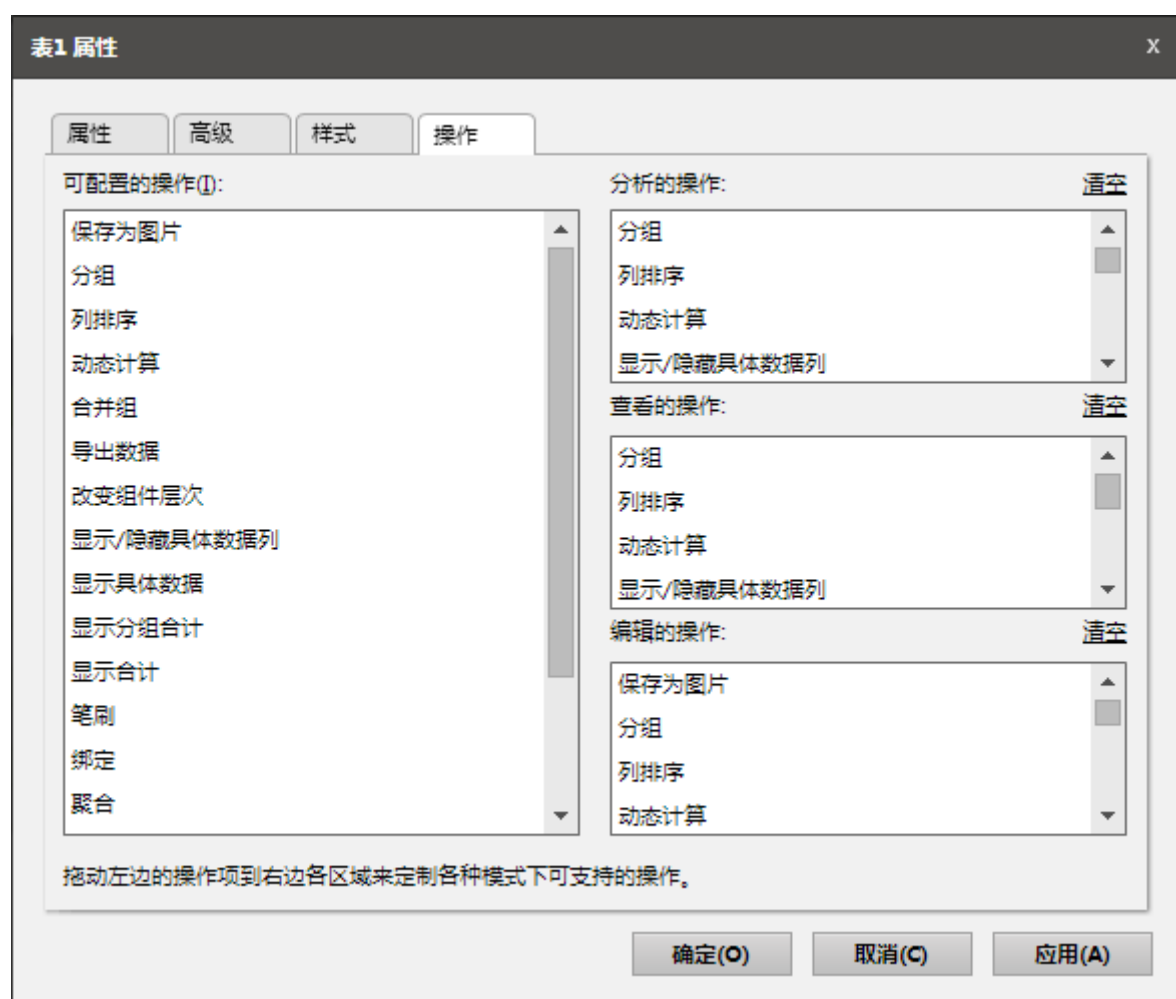 表1 属性
x
属性
高级
样式
操作
可配置的操作(I):
保存为图片
分组
列排序
动态计算
合并组
导出数据
改变组件层次
显示/隐藏具体数据列
显示具体数据
显示分组合计
显示合计
笔刷
绑定
聚合
分析的操作:
清空
分组
列排序
动态计算
显示/隐藏具体数据列
查看的操作:
清空
分组
列排序
动态计算
显示/隐藏具体数据列
编辑的操作:
清空
保存为图片
分组
列排序
动态计算
拖动左边的操作项到右边各区域来定制各种模式下可支持的操作。
确定(O)
取消(C)
应用(A)